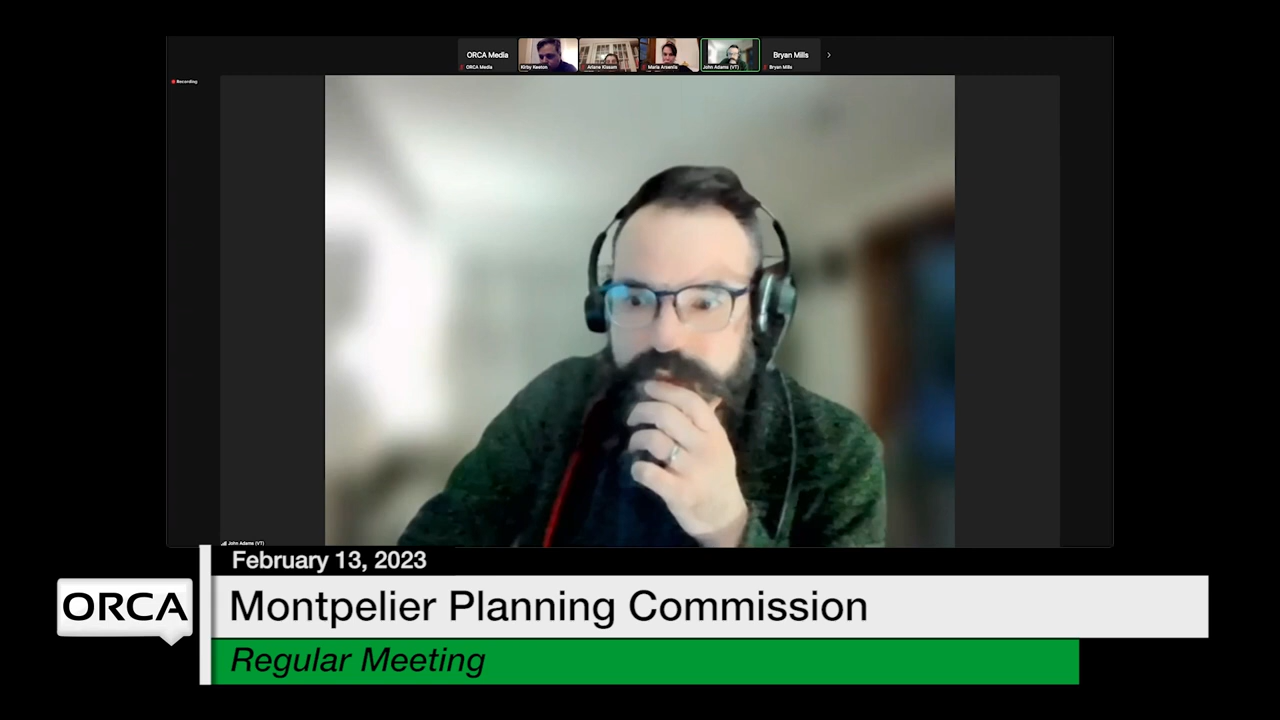 ORCA Media
Bryan Mills
ORCA Media
Kirby Keeton
Ariane Kissam
Maria Arsenlis
John Adams (VT)
Bryan Mills
Recording
John Adams (VT)
February 13, 2023
ORCA
Montpelier Planning Commission
Regular Meeting